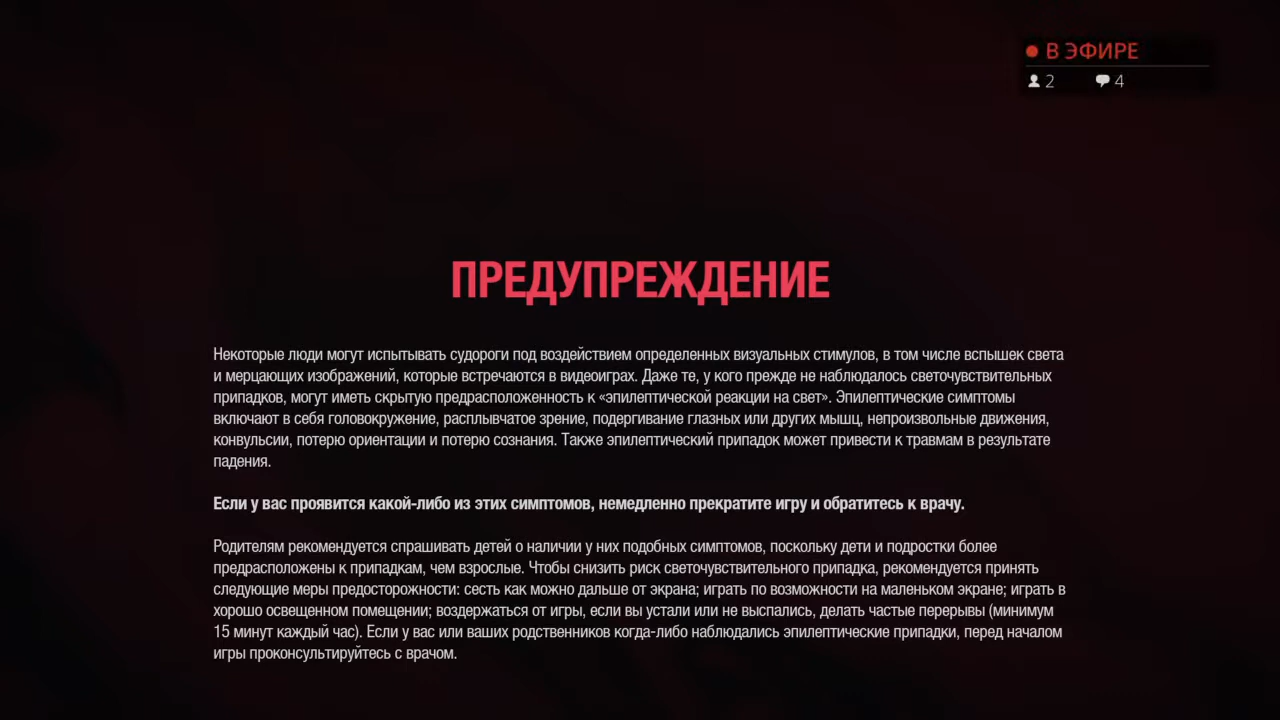 В ЭФИРЕ
2 4
ПРЕДУПРЕЖДЕНИЕ
Некоторые люди могут испытывать судороги под воздействием определенных визуальных стимулов, в том числе вспышек света
и мерцающих изображений, которые встречаются в видеоиграх. Даже те, у кого прежде не наблюдалось светочувствительных
припадков, могут иметь скрытую предрасположенность к «эпилептической реакции на свет». Эпилептические симптомы
включают в себя головокружение, расплывчатое зрение, подергивание глазных или других мышц, непроизвольные движения,
конвульсии, потерю ориентации и потерю сознания. Также эпилептический припадок может привести к травмам в результате
падения.
Если у вас проявится какой-либо из этих симптомов, немедленно прекратите игру и обратитесь к врачу.
Родителям рекомендуется спрашивать детей о наличии у них подобных симптомов, поскольку дети и подростки более
предрасположены к припадкам, чем взрослые. Чтобы снизить риск светочувствительного припадка, рекомендуется принять
следующие меры предосторожности: сесть как можно дальше от экрана; играть по возможности на маленьком экране; играть в
хорошо освещенном помещении; воздержаться от игры, если вы устали или не выспались, делать частые перерывы (минимум
15 минут каждый час). Если у вас или ваших родственников когда-либо наблюдались эпилептические припадки, перед началом
игры проконсультируйтесь с врачом.